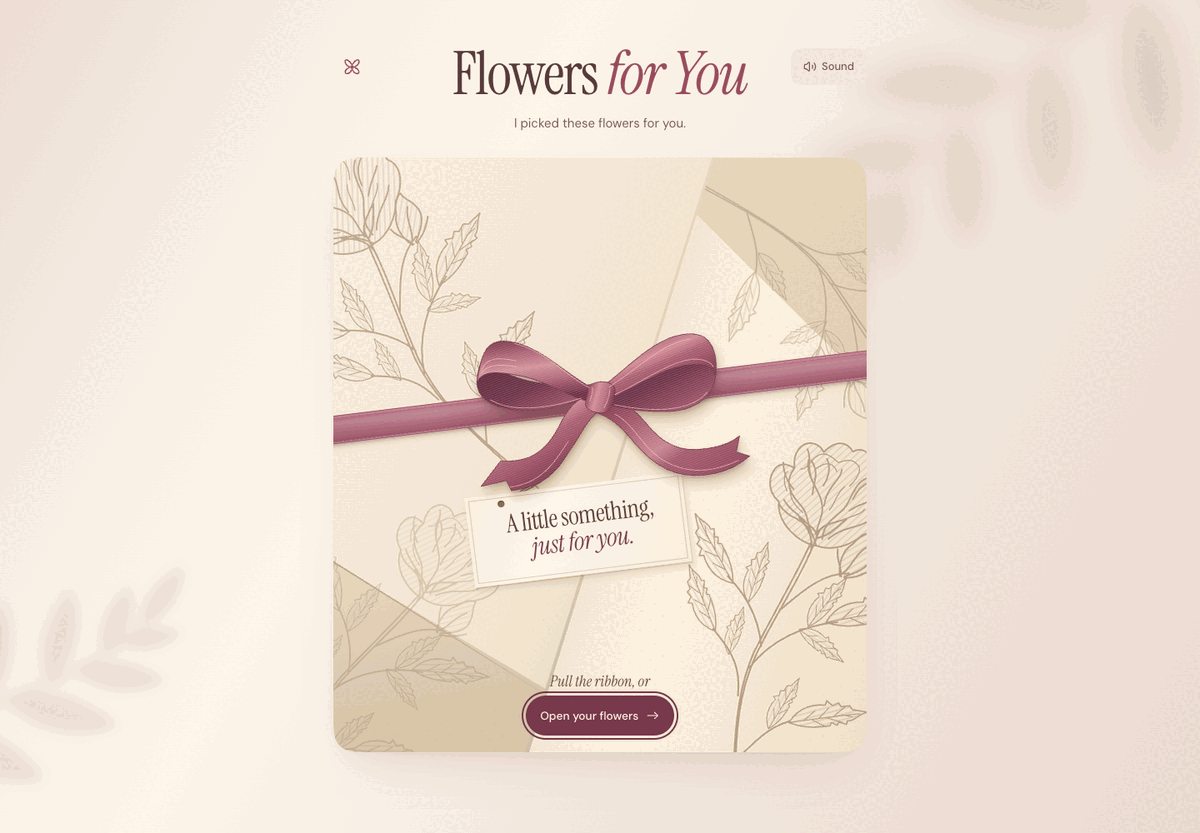 Flowers for You
Sound
I picked these flowers for you.
A little something,
just for you.
Pull the ribbon, or
Open your flowers →